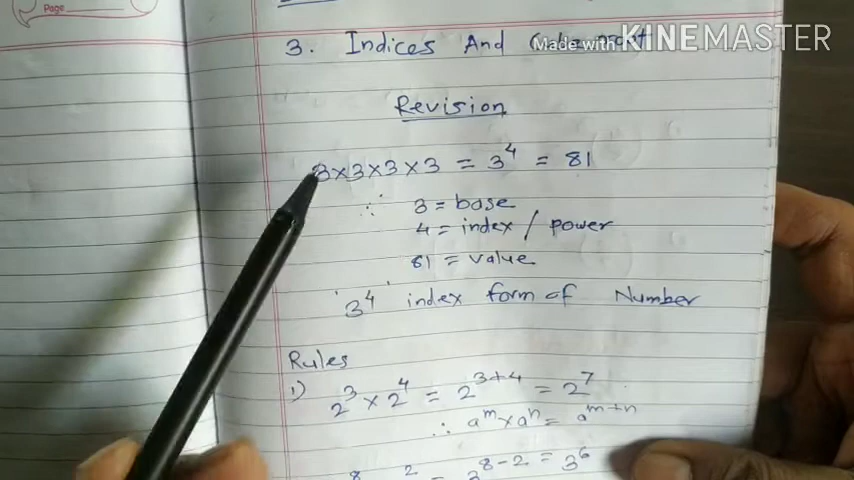 Page
3. Indices And
Made with KINEMASTER
Revision
3×3×3×3 = 3⁴ = 81
∴ 3 = base
4 = index / power
81 = value
'3⁴' index form of Number
Rules
1) 2³ × 2⁴ = 2³⁺⁴ = 2⁷
∴ aᵐ×aⁿ = aᵐ⁺ⁿ
= 3⁸⁻² = 3⁶